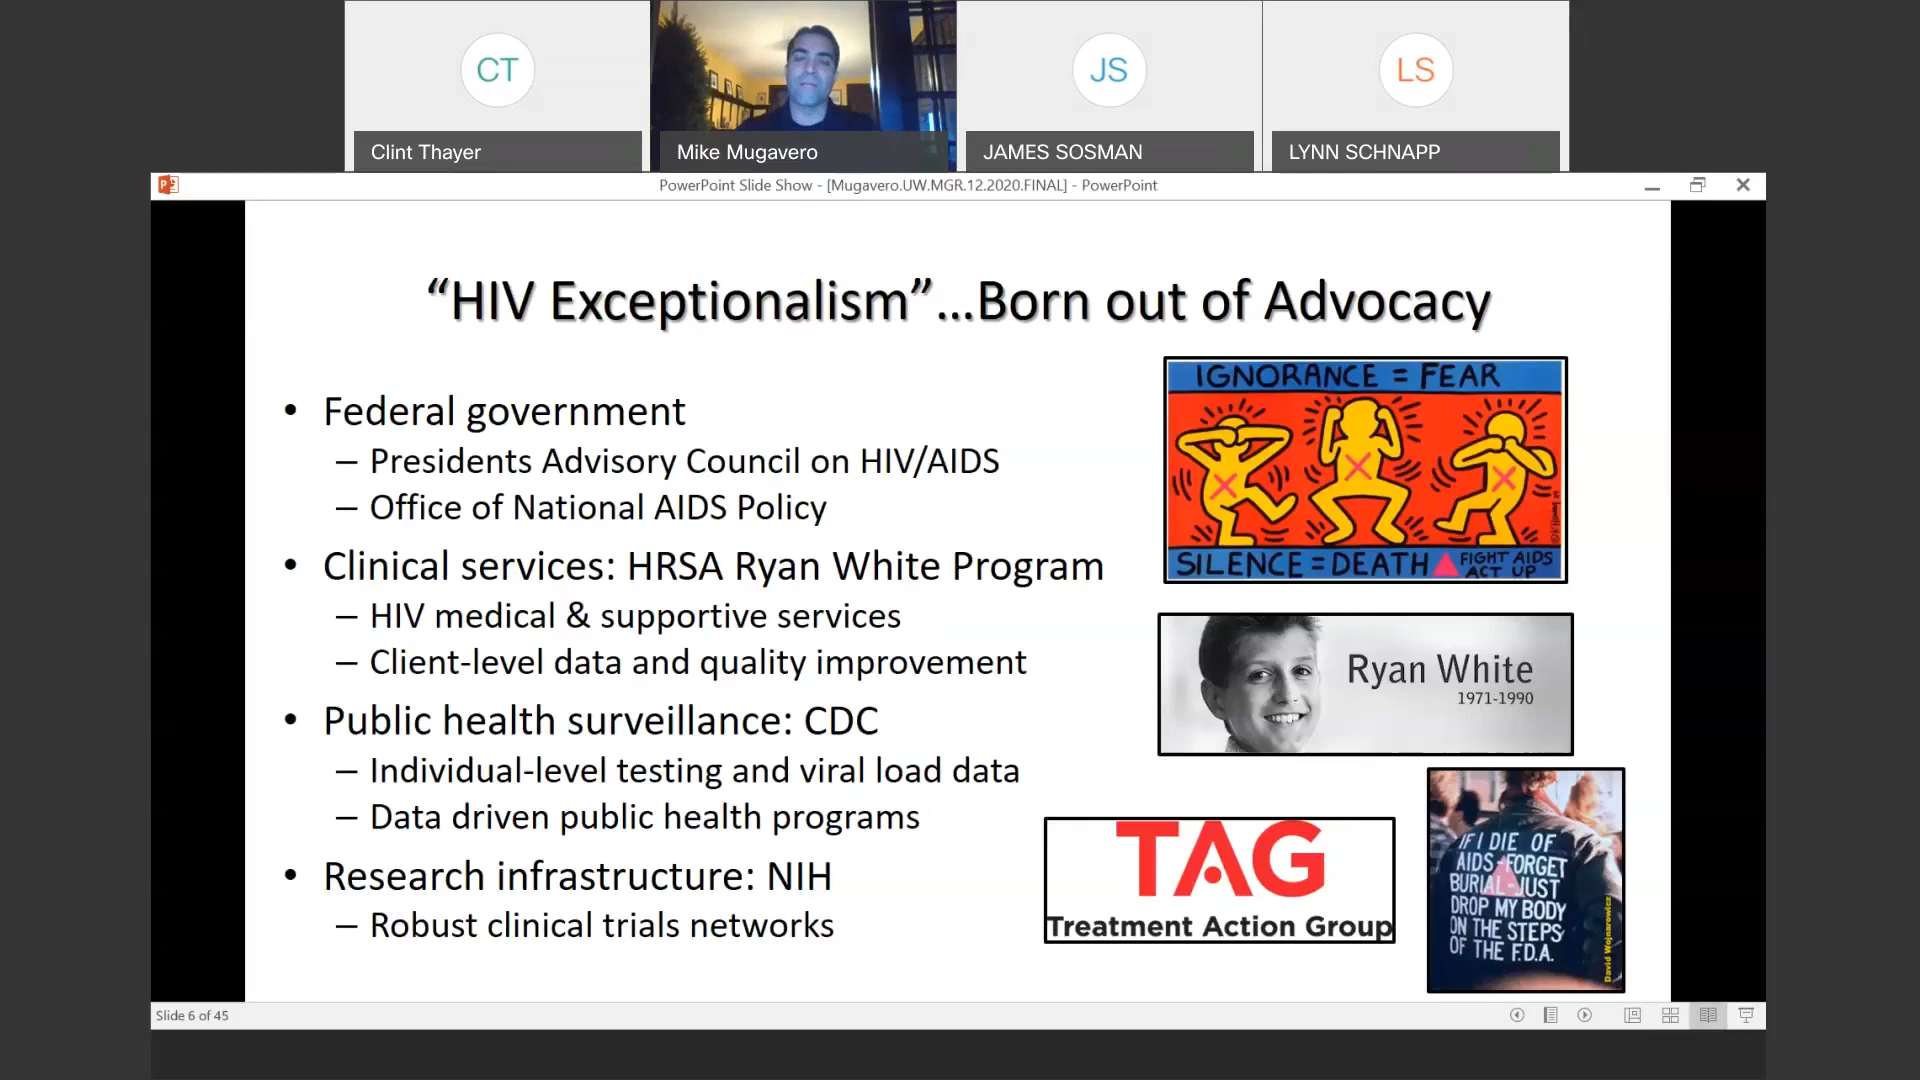 CT
JS
LS
Clint Thayer
Mike Mugavero
JAMES SOSMAN
LYNN SCHNAPP
PowerPoint Slide Show - [Mugavero.UW.MGR.12.2020.FINAL] - PowerPoint
“HIV Exceptionalism”...Born out of Advocacy
• Federal government
– Presidents Advisory Council on HIV/AIDS
– Office of National AIDS Policy
• Clinical services: HRSA Ryan White Program
– HIV medical & supportive services
– Client-level data and quality improvement
• Public health surveillance: CDC
– Individual-level testing and viral load data
– Data driven public health programs
• Research infrastructure: NIH
– Robust clinical trials networks
IGNORANCE = FEAR
SILENCE = DEATH
FIGHT AIDS
ACT UP
Ryan White
1971-1990
TAG
Treatment Action Group
IF I DIE OF
AIDS-FORGET
BURIAL-JUST
DROP MY BODY
ON THE STEPS
OF THE F.D.A.
David Wojnarowicz
Slide 6 of 45